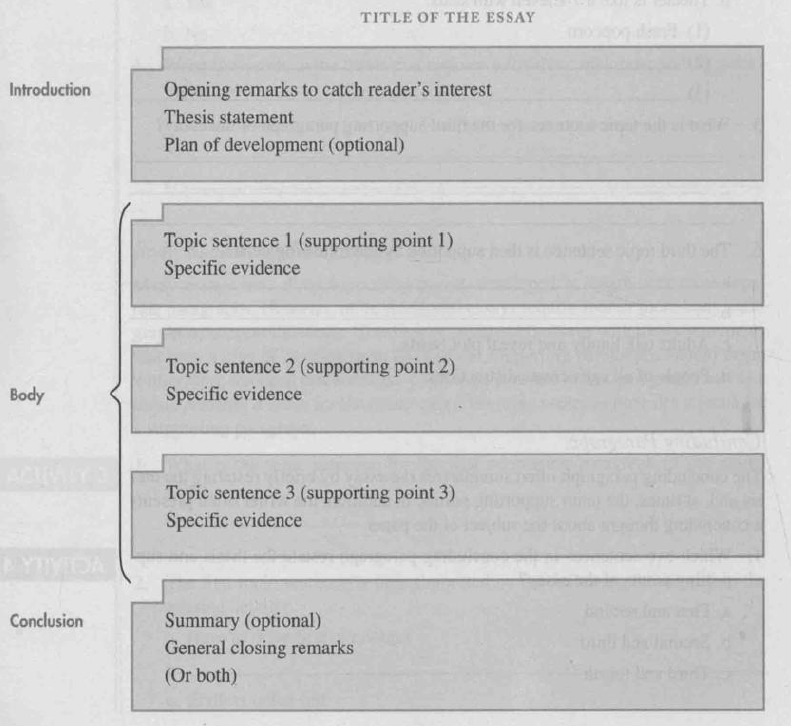 TITLE OF THE ESSAY
Introduction
Opening remarks to catch reader's interest
Thesis statement
Plan of development (optional)
Topic sentence 1 (supporting point 1)
Specific evidence
Body
Topic sentence 2 (supporting point 2)
Specific evidence
Topic sentence 3 (supporting point 3)
Specific evidence
Conclusion
Summary (optional)
General closing remarks
(Or both)